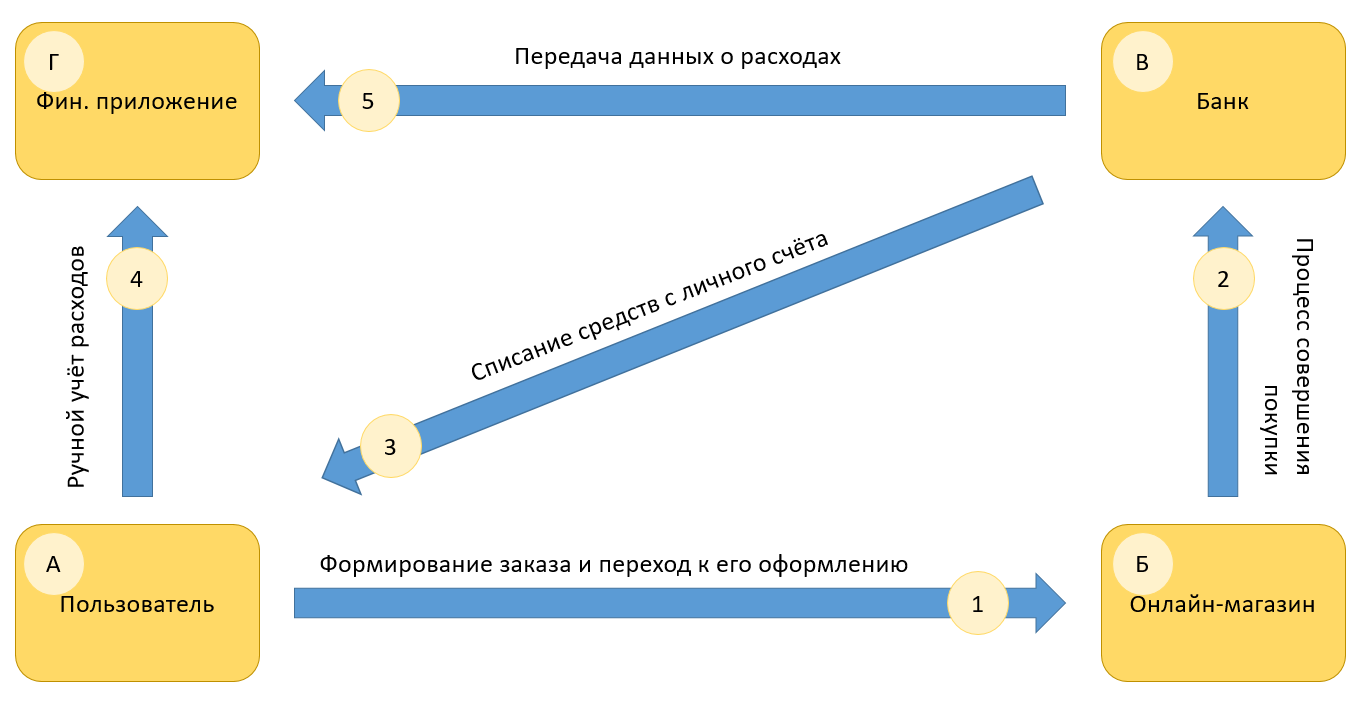 Г
Фин. приложение
Передача данных о расходах
5
В
Банк
Ручной учёт расходов
4
Списание средств с личного счёта
3
2
Процесс совершения
покупки
А
Пользователь
Формирование заказа и переход к его оформлению
1
Б
Онлайн-магазин